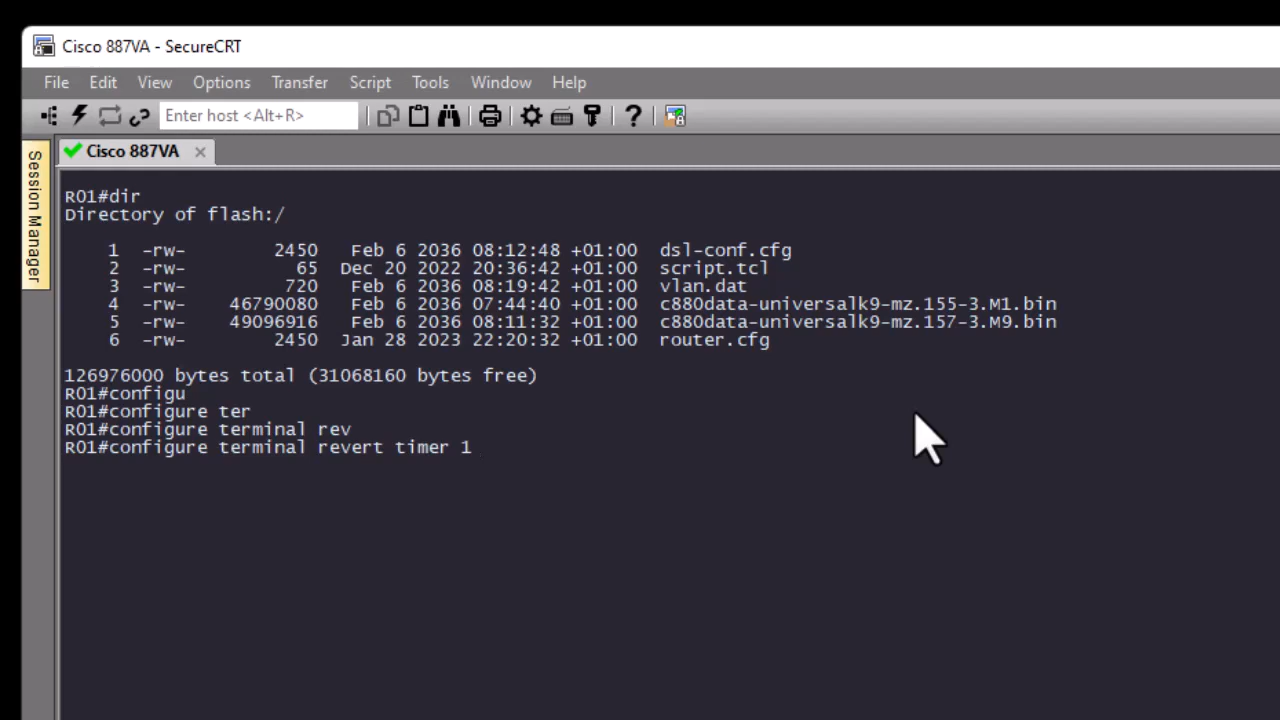 Cisco 887VA - SecureCRT
File Edit View Options Transfer Script Tools Window Help
Enter host <Alt+R>
Session Manager
Cisco 887VA
R01#dir
Directory of flash:/
1 -rw- 2450 Feb 6 2036 08:12:48 +01:00 dsl-conf.cfg
2 -rw- 65 Dec 20 2022 20:36:42 +01:00 script.tcl
3 -rw- 720 Feb 6 2036 08:19:42 +01:00 vlan.dat
4 -rw- 46790080 Feb 6 2036 07:44:40 +01:00 c880data-universalk9-mz.155-3.M1.bin
5 -rw- 49096916 Feb 6 2036 08:11:32 +01:00 c880data-universalk9-mz.157-3.M9.bin
6 -rw- 2450 Jan 28 2023 22:20:32 +01:00 router.cfg
126976000 bytes total (31068160 bytes free)
R01#configu
R01#configure ter
R01#configure terminal rev
R01#configure terminal revert timer 1